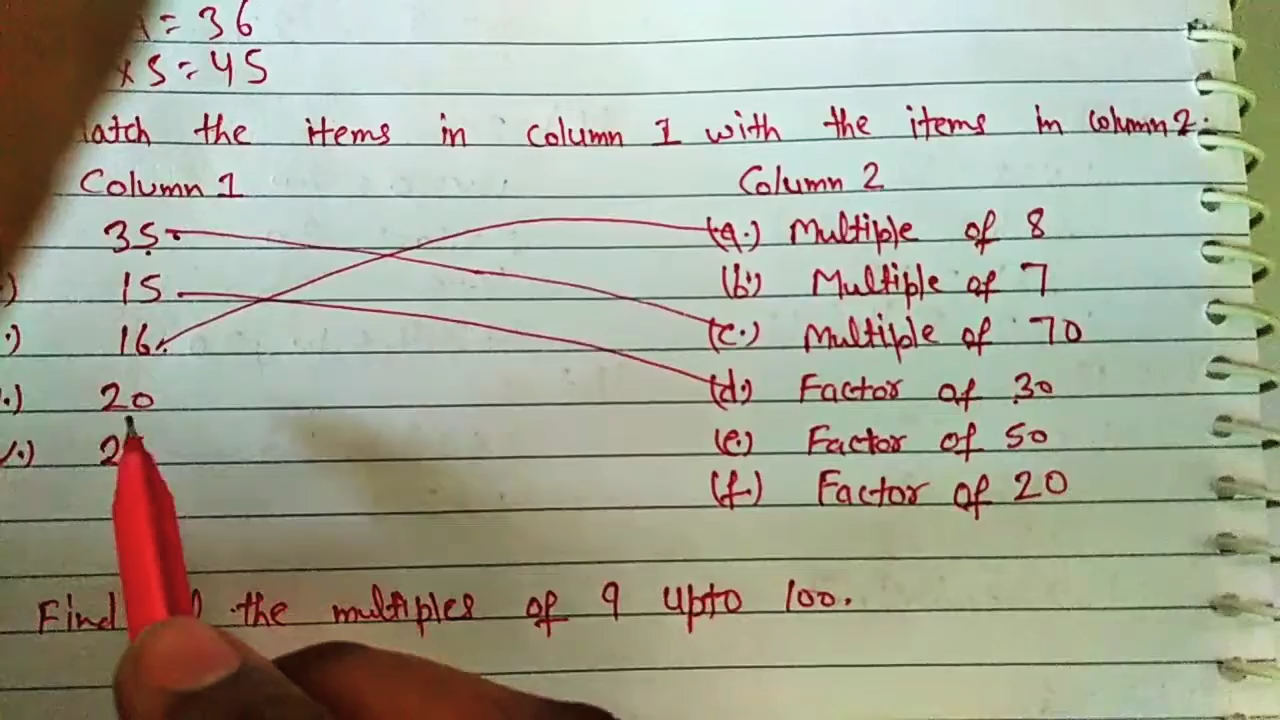 = 36
× 5 = 45
the items in column 1 with the items in column 2.
Column 1 Column 2
35 (a.) Multiple of 8
15 (b.) Multiple of 7
16 (c.) Multiple of 70
20 (d.) Factor of 30
(e.) Factor of 50
(f.) Factor of 20
Find the multiples of 9 upto 100.